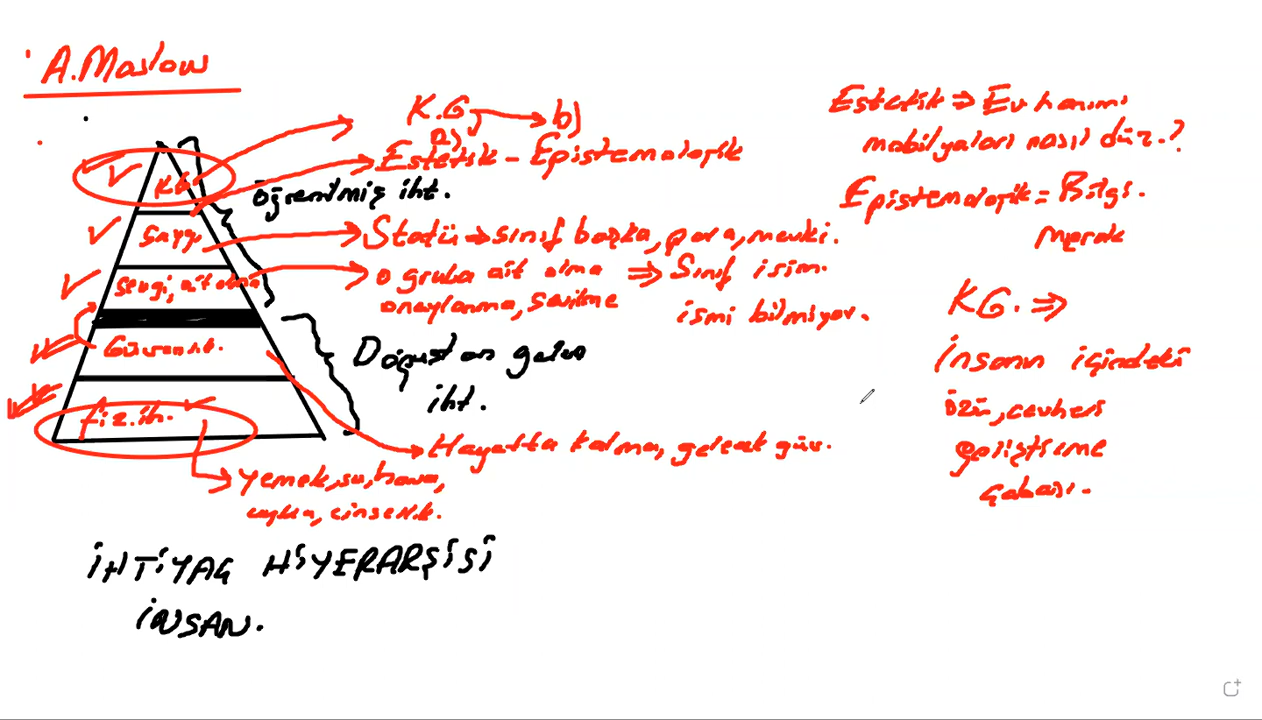 A. Maslow
K.G. → b)
a)
Estetik - Epistemolojik
öğrenilmiş iht.
K.G.
Saygı
Statü → sınıf başka, para, mevki.
Sevgi, ait olma
o gruba ait olma ⇒ Sınıf isim.
onaylanma, sevilme
ismi bilmiyor.
Güven iht.
Doğuştan gelen
iht.
fiz. ih.
Hayatta kalma, gelecek güv.
yemek, su, hava,
uyku, cinsellik.
İHTİYAÇ HİYERARŞİSİ
İNSAN.
Estetik ⇒ Ev hanımı
mobilyaları nasıl düz.?
Epistemolojik = Bilgi.
Merak
KG. ⇒
İnsanın içindeki
özü, cevheri
geliştirme
çabası.